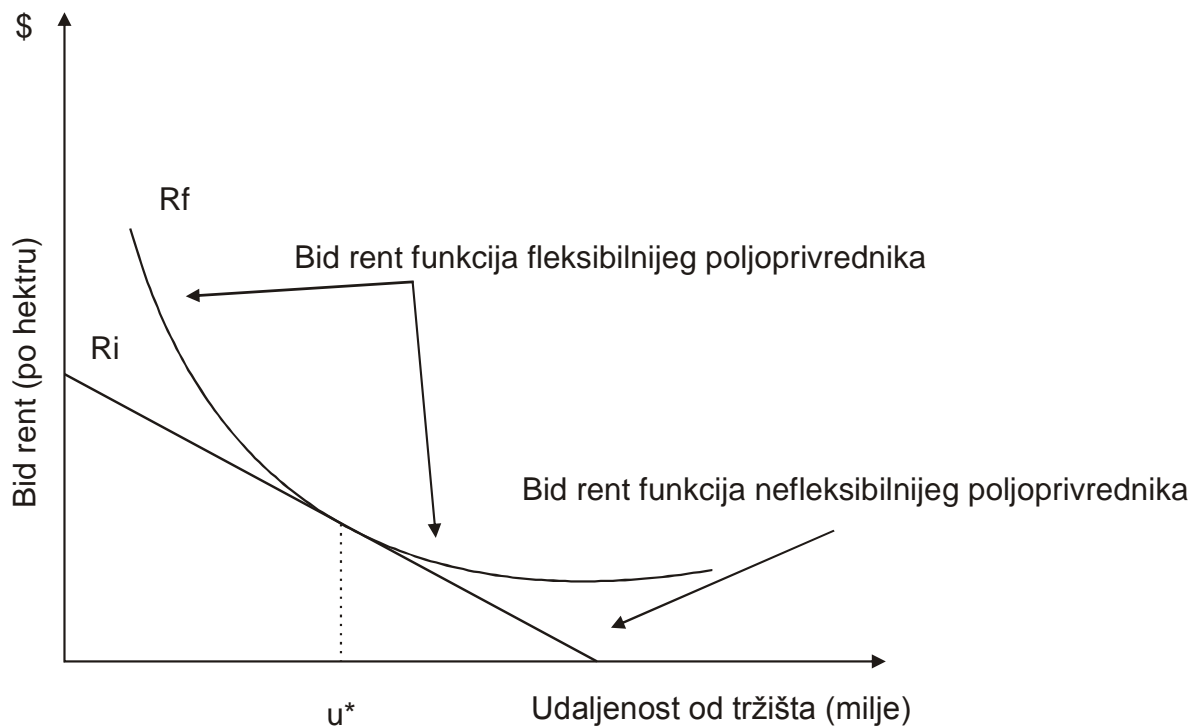 $
Rf
Bid rent funkcija fleksibilnijeg poljoprivrednika
Ri
Bid rent (po hektru)
Bid rent funkcija nefleksibilnijeg poljoprivrednika
u*
Udaljenost od tržišta (milje)